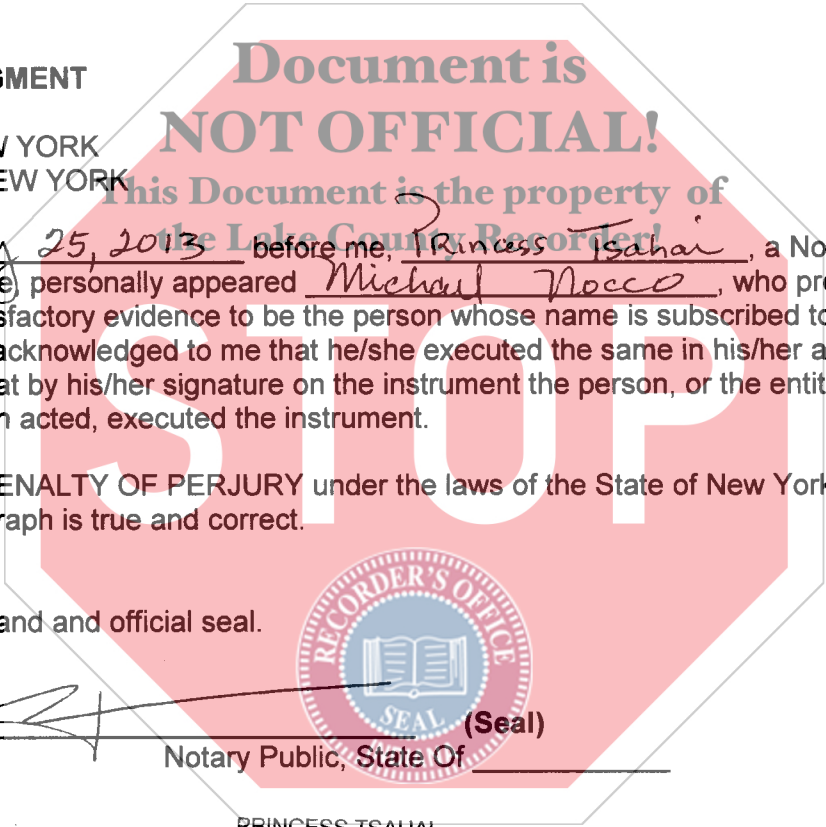 Document is
GMENT
NOT OFFICIAL!
W YORK
EW YORK
This Document is the property of
the Lake County Recorder!
y 25, 2013 before me, Princess Tsahai, a No
e) personally appeared Michael Nocco, who pro
sfactory evidence to be the person whose name is subscribed to
acknowledged to me that he/she executed the same in his/her a
at by his/her signature on the instrument the person, or the entit
n acted, executed the instrument.
STOP
ENALTY OF PERJURY under the laws of the State of New York
raph is true and correct.
and and official seal.
RECORDER'S OFFICE
SEAL
(Seal)
Notary Public, State Of
PRINCESS TSAHAI